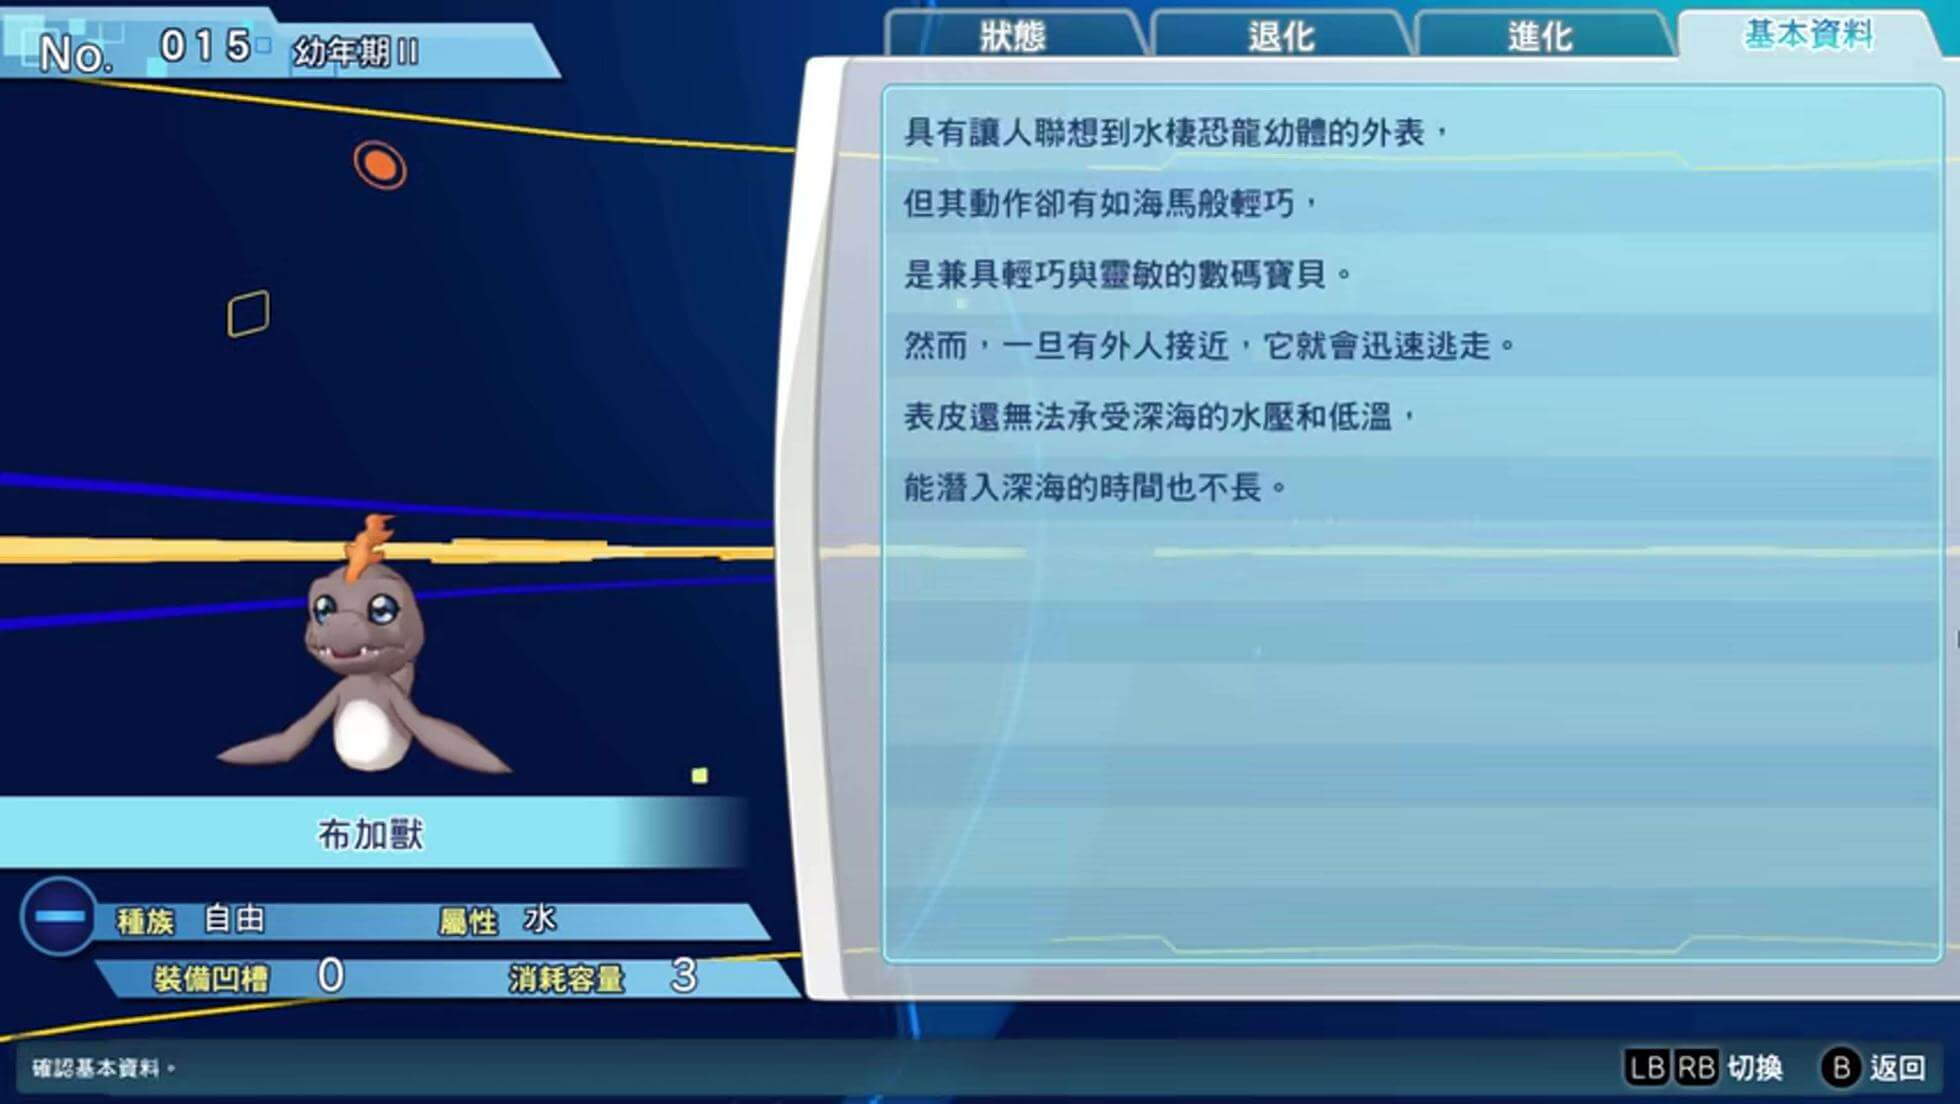 No. 015 幼年期II
狀態 退化 進化 基本資料
具有讓人聯想到水棲恐龍幼體的外表，
但其動作卻有如海馬般輕巧，
是兼具輕巧與靈敏的數碼寶貝。
然而，一旦有外人接近，它就會迅速逃走。
表皮還無法承受深海的水壓和低溫，
能潛入深海的時間也不長。
布加獸
種族 自由 屬性 水
裝備凹槽 0 消耗容量 3
確認基本資料。
LB RB 切換 B 返回